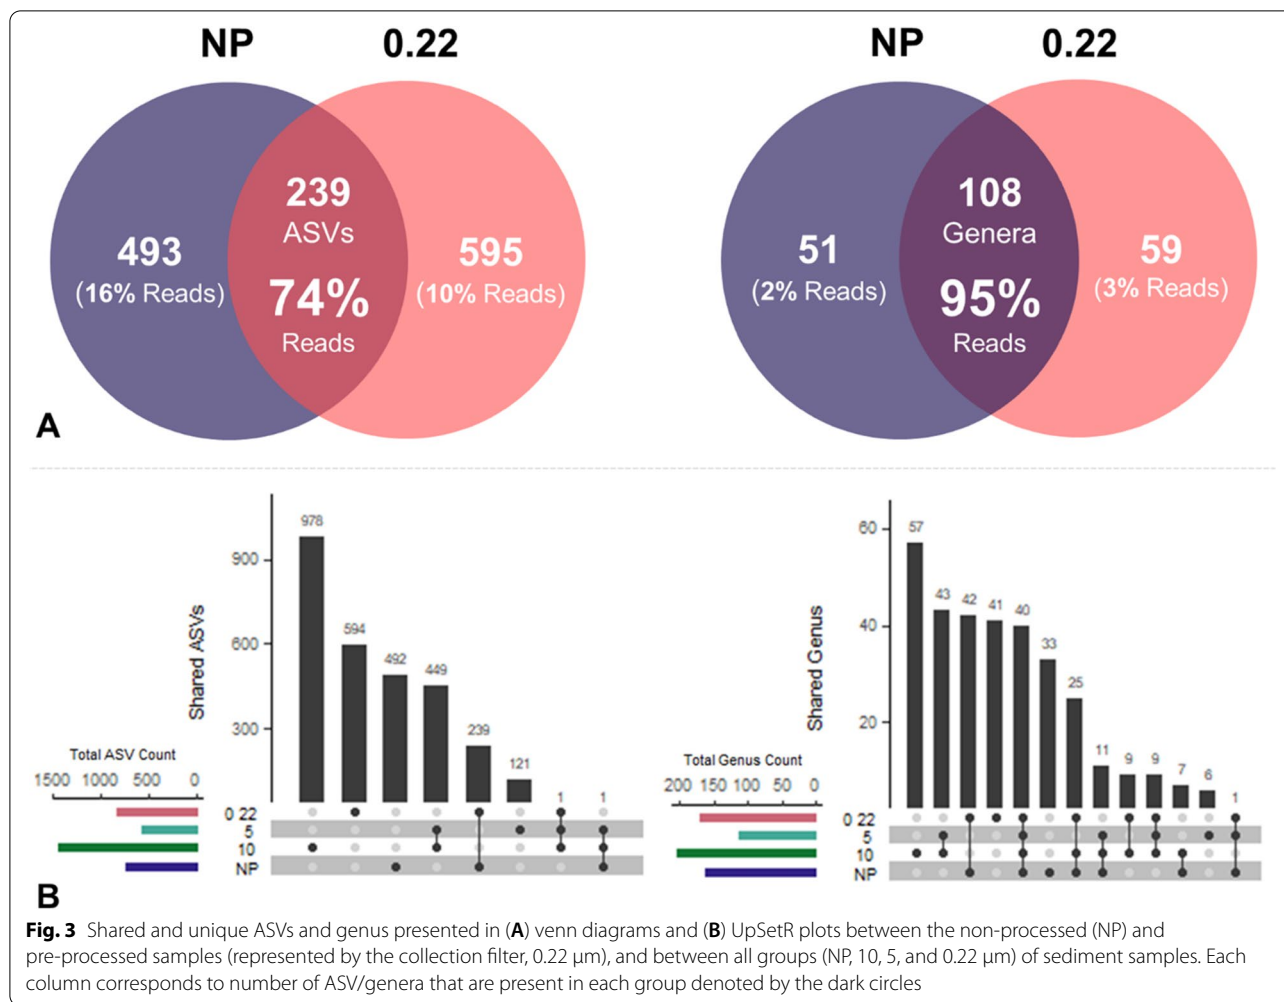 NP 0.22
NP 0.22
239
ASVs
493
(16% Reads)
595
(10% Reads)
74%
Reads
108
Genera
51
(2% Reads)
59
(3% Reads)
95%
Reads
A
Shared ASVs
900
600
300
978
594
492
449
239
121
1
1
Total ASV Count
1500 1000 500 0
0 22
5
10
NP
Shared Genus
60
40
20
57
43
42
41
40
33
25
11
9
9
7
6
1
Total Genus Count
200 150 100 50 0
0 22
5
10
NP
B
Fig. 3 Shared and unique ASVs and genus presented in (A) venn diagrams and (B) UpSetR plots between the non-processed (NP) and
pre-processed samples (represented by the collection filter, 0.22 μm), and between all groups (NP, 10, 5, and 0.22 μm) of sediment samples. Each
column corresponds to number of ASV/genera that are present in each group denoted by the dark circles